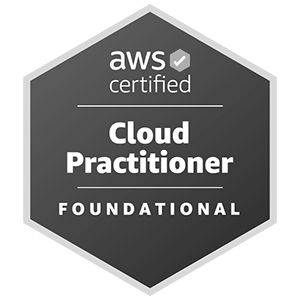 aws
certified
Cloud
Practitioner
FOUNDATIONAL